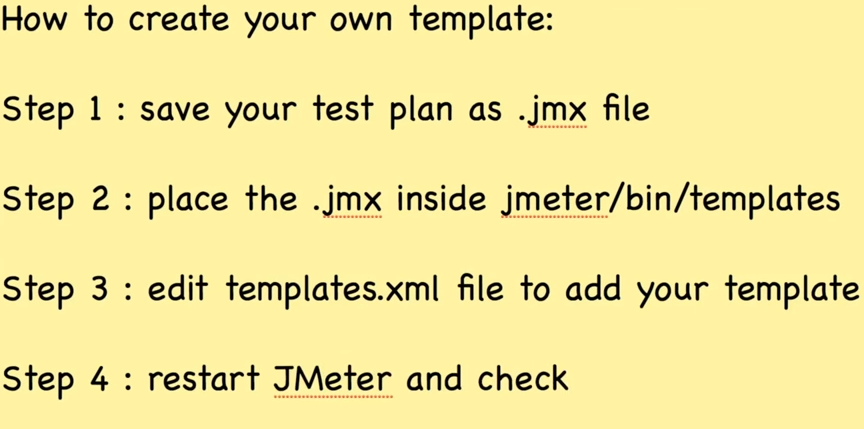 How to create your own template:
Step 1 : save your test plan as .jmx file
Step 2 : place the .jmx inside jmeter/bin/templates
Step 3 : edit templates.xml file to add your template
Step 4 : restart JMeter and check